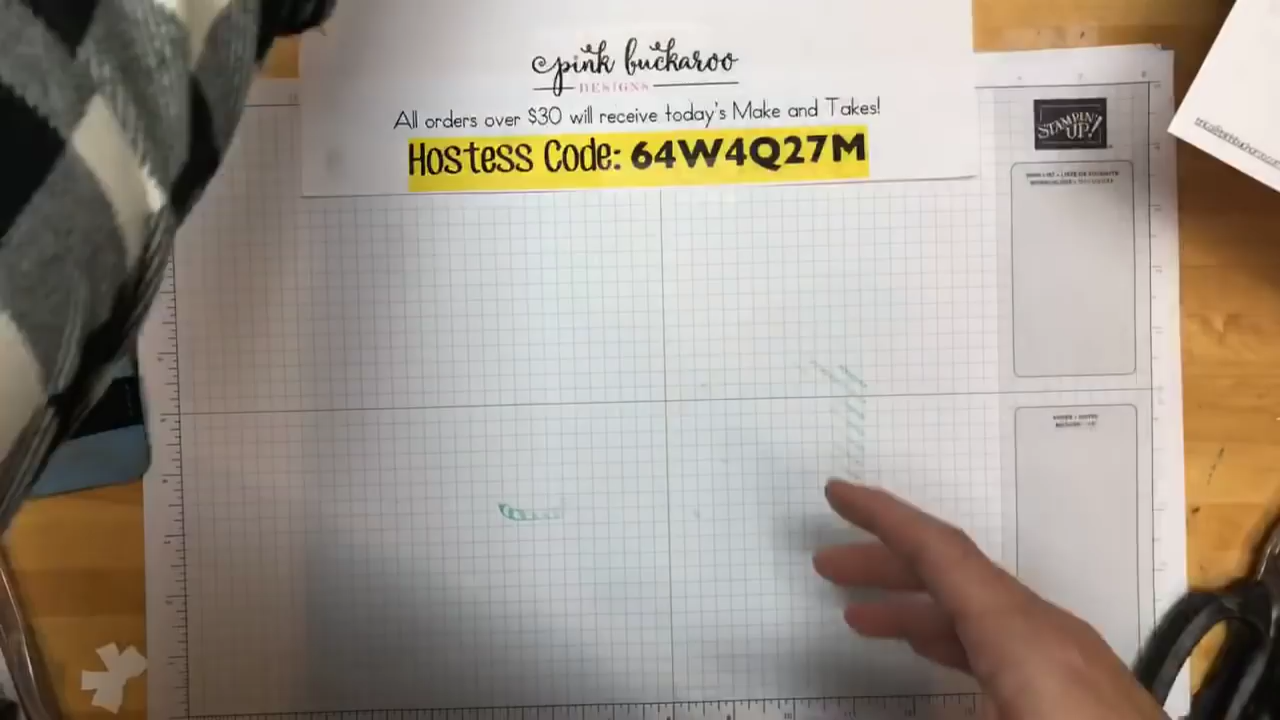 pink buckaroo
DESIGNS
All orders over $30 will receive today's Make and Takes!
Hostess Code: 64W4Q27M
STAMPIN' UP!